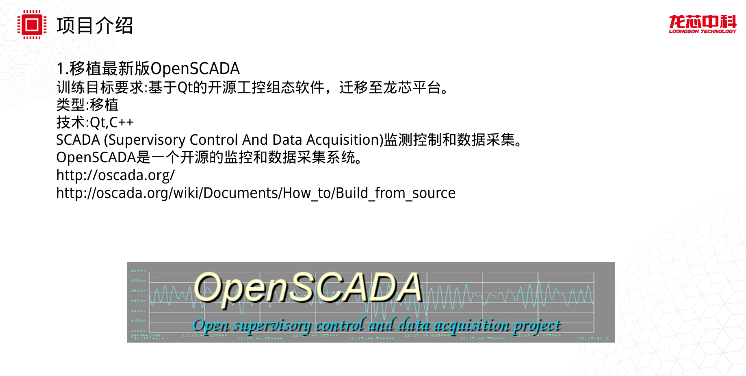 项目介绍
龙芯中科
LOONGSON TECHNOLOGY
1.移植最新版OpenSCADA
训练目标要求:基于Qt的开源工控组态软件，迁移至龙芯平台。
类型:移植
技术:Qt,C++
SCADA (Supervisory Control And Data Acquisition)监测控制和数据采集。
OpenSCADA是一个开源的监控和数据采集系统。
http://oscada.org/
http://oscada.org/wiki/Documents/How_to/Build_from_source
OpenSCADA
Open supervisory control and data acquisition project